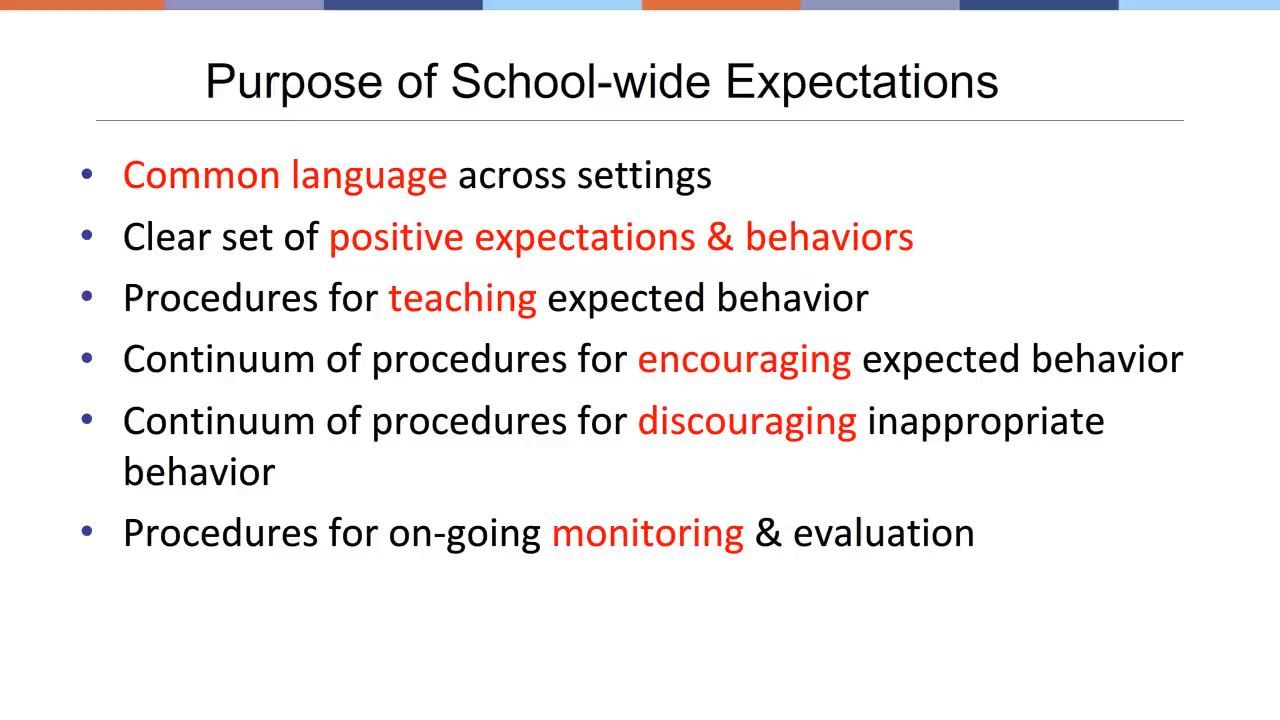 Purpose of School-wide Expectations
• Common language across settings
• Clear set of positive expectations & behaviors
• Procedures for teaching expected behavior
• Continuum of procedures for encouraging expected behavior
• Continuum of procedures for discouraging inappropriate
behavior
• Procedures for on-going monitoring & evaluation